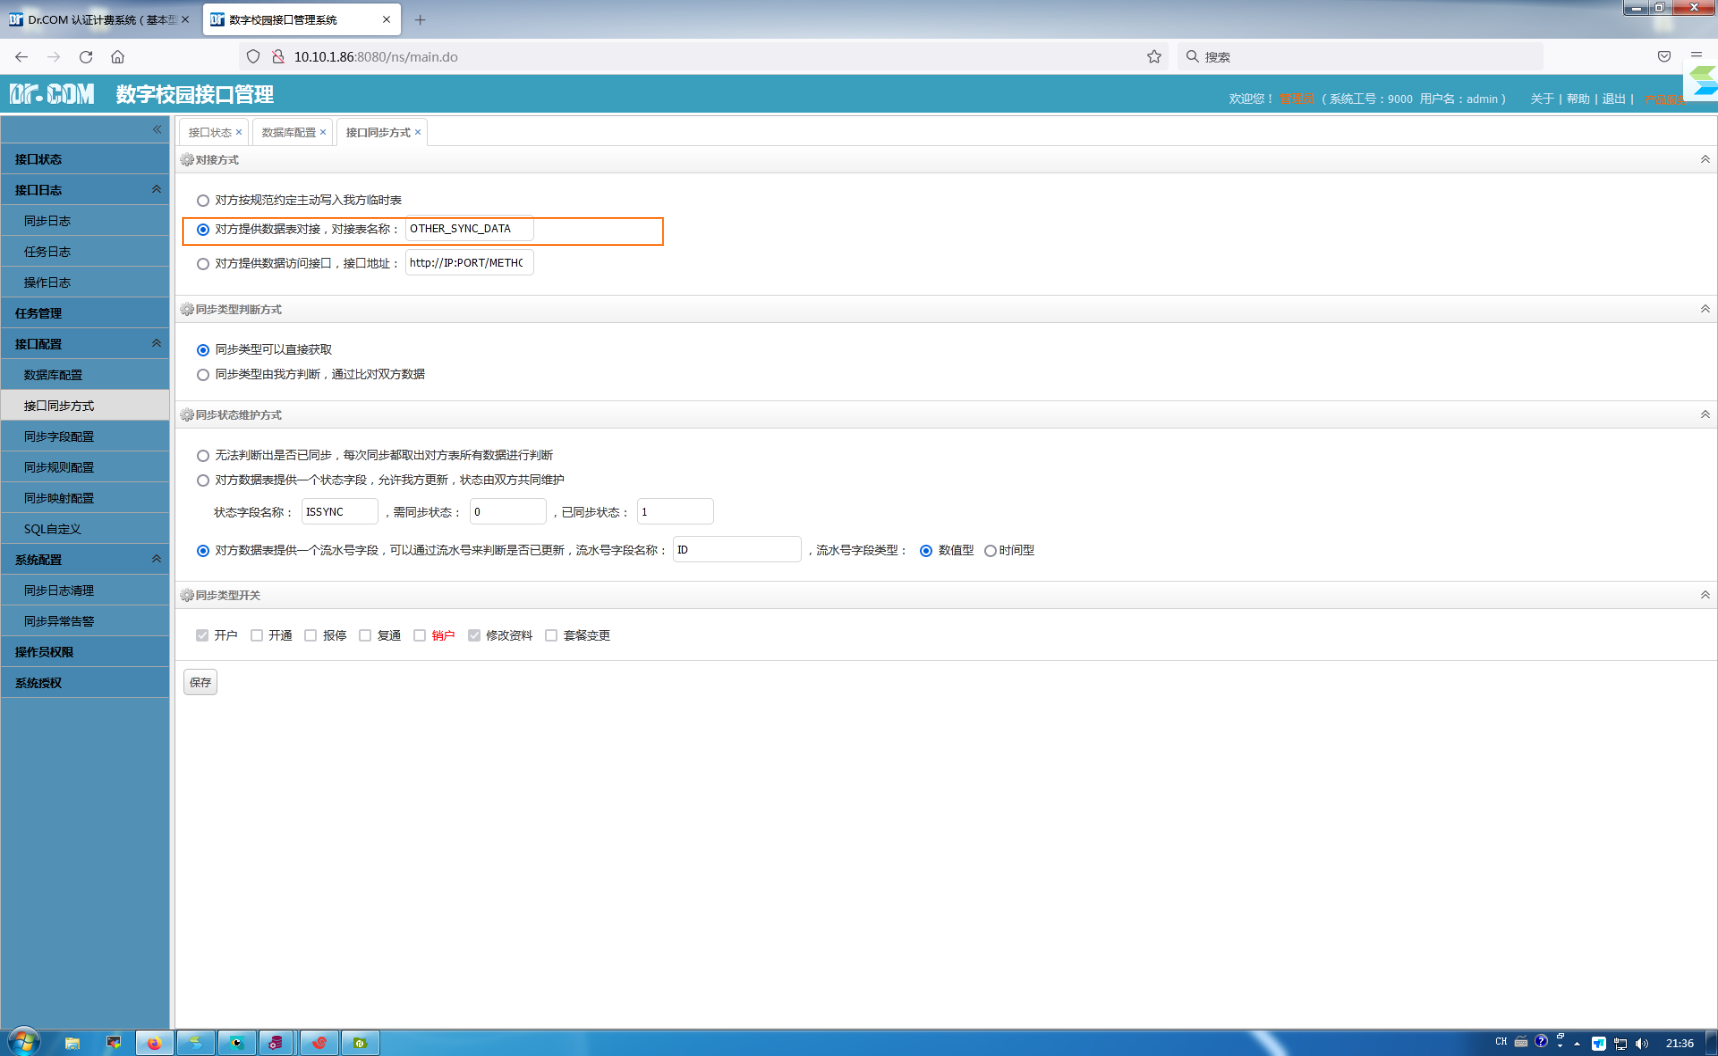 Dr.COM 认证计费系统（基本型
数字校园接口管理系统
10.10.1.86:8080/ns/main.do
搜索
Dr.COM 数字校园接口管理
欢迎您！ 管理员 （ 系统工号：9000 用户名：admin ） 关于 | 帮助 | 退出 |
接口状态
数据库配置
接口同步方式
接口状态
接口日志
同步日志
任务日志
操作日志
任务管理
接口配置
数据库配置
接口同步方式
同步字段配置
同步规则配置
同步映射配置
SQL自定义
系统配置
同步日志清理
同步异常告警
操作员权限
系统授权
对接方式
对方按规范约定主动写入我方临时表
对方提供数据表对接，对接表名称： OTHER_SYNC_DATA
对方提供数据访问接口，接口地址： http://IP:PORT/METHC
同步类型判断方式
同步类型可以直接获取
同步类型由我方判断，通过比对双方数据
同步状态维护方式
无法判断出是否已同步，每次同步都取出对方表所有数据进行判断
对方数据表提供一个状态字段，允许我方更新，状态由双方共同维护
状态字段名称： ISSYNC ，需同步状态： 0 ，已同步状态： 1
对方数据表提供一个流水号字段，可以通过流水号来判断是否已更新，流水号字段名称： ID ，流水号字段类型： 数值型 时间型
同步类型开关
开户 开通 报停 复通 销户 修改资料 套餐变更
保存
CH
21:36